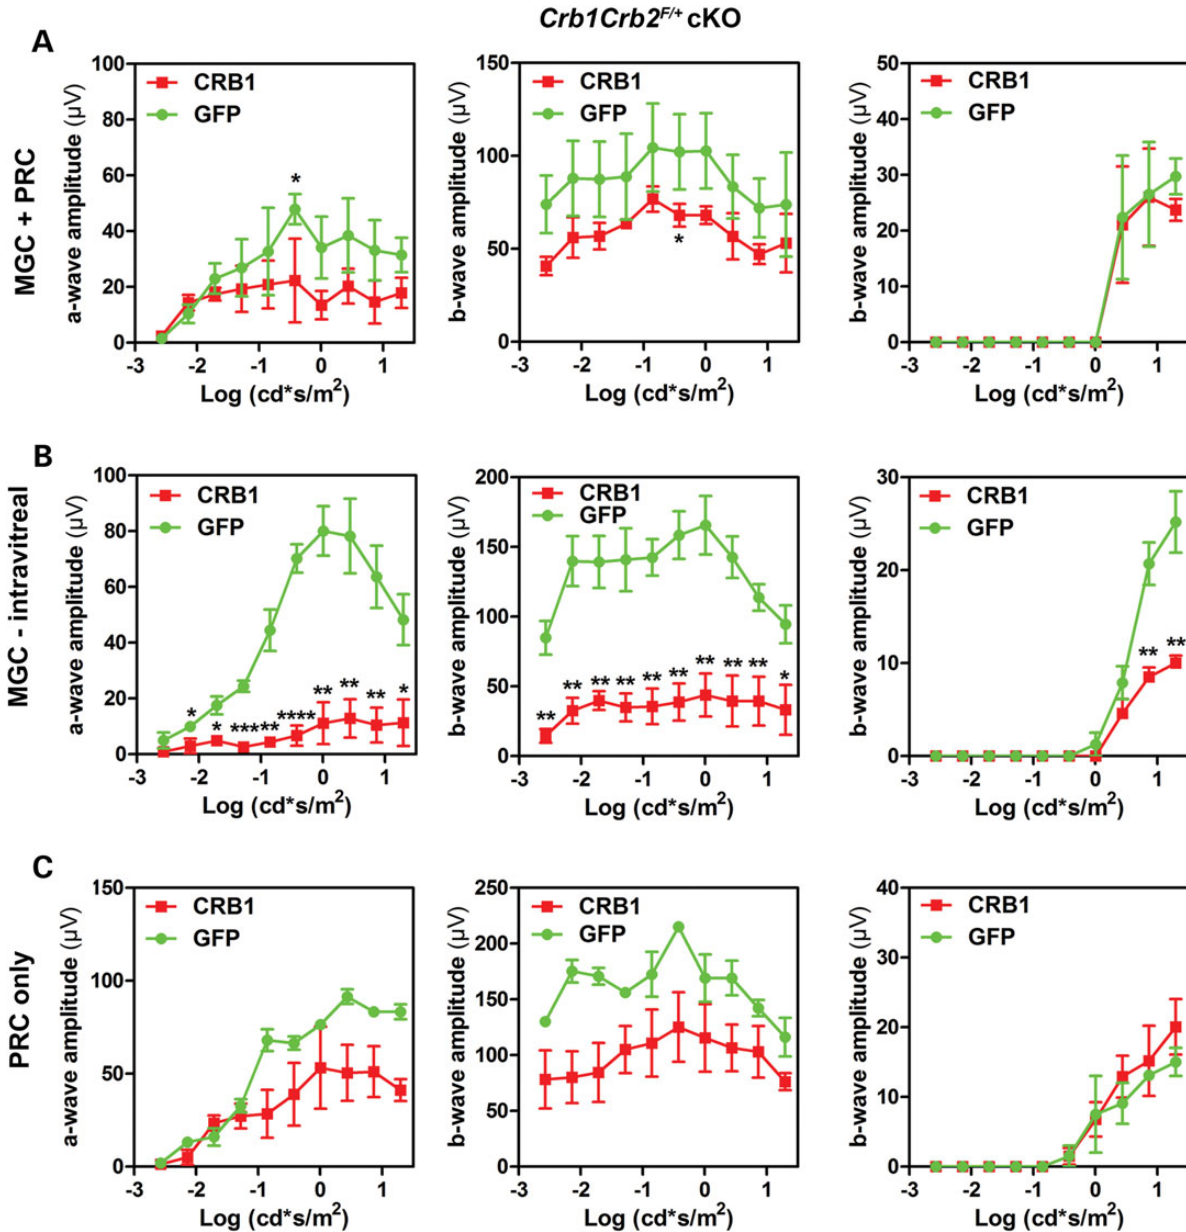 Crb1Crb2^F/+ cKO
A
MGC + PRC
a-wave amplitude (µV)
100
80
60
40
20
0
CRB1
GFP
*
-3 -2 -1 0 1
Log (cd*s/m²)
b-wave amplitude (µV)
150
100
50
0
CRB1
GFP
*
-3 -2 -1 0 1
Log (cd*s/m²)
b-wave amplitude (µV)
50
40
30
20
10
0
CRB1
GFP
-3 -2 -1 0 1
Log (cd*s/m²)
B
MGC - intravitreal
a-wave amplitude (µV)
100
80
60
40
20
0
CRB1
GFP
* * *** ** **** ** ** ** *
-3 -2 -1 0 1
Log (cd*s/m²)
b-wave amplitude (µV)
200
150
100
50
0
CRB1
GFP
** ** ** ** ** ** ** ** ** *
-3 -2 -1 0 1
Log (cd*s/m²)
b-wave amplitude (µV)
30
20
10
0
CRB1
GFP
** **
-3 -2 -1 0 1
Log (cd*s/m²)
C
PRC only
a-wave amplitude (µV)
150
100
50
0
CRB1
GFP
-3 -2 -1 0 1
Log (cd*s/m²)
b-wave amplitude (µV)
250
200
150
100
50
0
CRB1
GFP
-3 -2 -1 0 1
Log (cd*s/m²)
b-wave amplitude (µV)
40
30
20
10
0
CRB1
GFP
-3 -2 -1 0 1
Log (cd*s/m²)